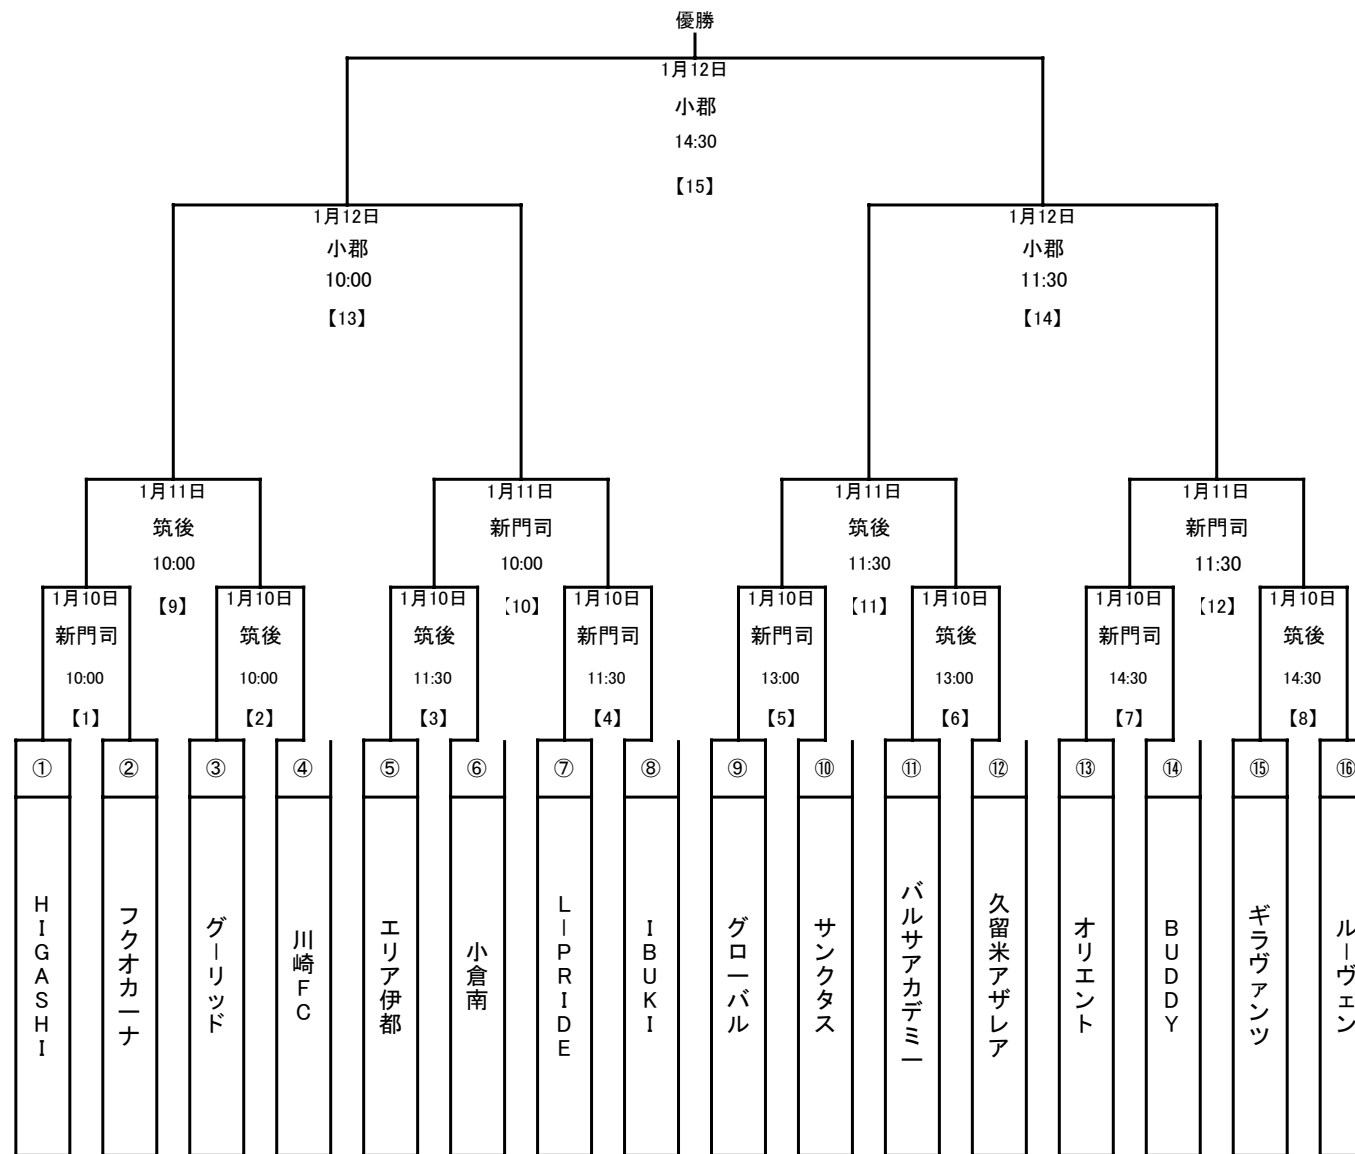 優勝
1月12日
小郡
14:30
【15】
1月12日
小郡
10:00
【13】
1月12日
小郡
11:30
【14】
1月11日
筑後
10:00
【9】
1月11日
新門司
10:00
【10】
1月11日
筑後
11:30
【11】
1月11日
新門司
11:30
【12】
1月10日
新門司
10:00
【1】
1月10日
筑後
10:00
【2】
1月10日
筑後
11:30
【3】
1月10日
新門司
11:30
【4】
1月10日
新門司
13:00
【5】
1月10日
筑後
13:00
【6】
1月10日
新門司
14:30
【7】
1月10日
筑後
14:30
【8】
①
HIGASHI
②
フクオカーナ
③
グーリッド
④
川崎FC
⑤
エリア伊都
⑥
小倉南
⑦
L-PRIDE
⑧
IBUKI
⑨
グローバル
⑩
サンクタス
⑪
バルサアカデミー
⑫
久留米アザレア
⑬
オリエント
⑭
BUDDY
⑮
ギラヴァンツ
⑯
ルーヴェン